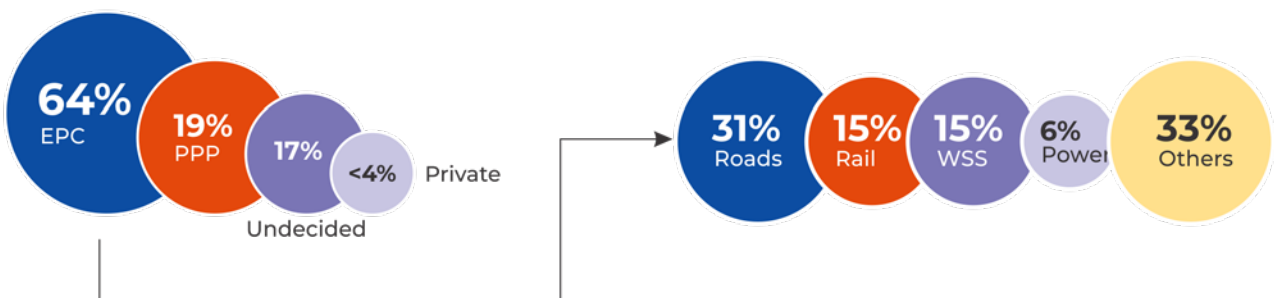 64%
EPC
19%
PPP
17%
Undecided
<4%
Private
31%
Roads
15%
Rail
15%
WSS
6%
Power
33%
Others